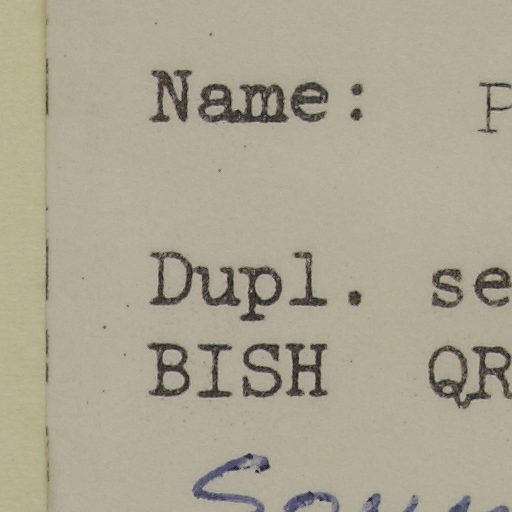 Name: P
Dupl. se
BISH QR